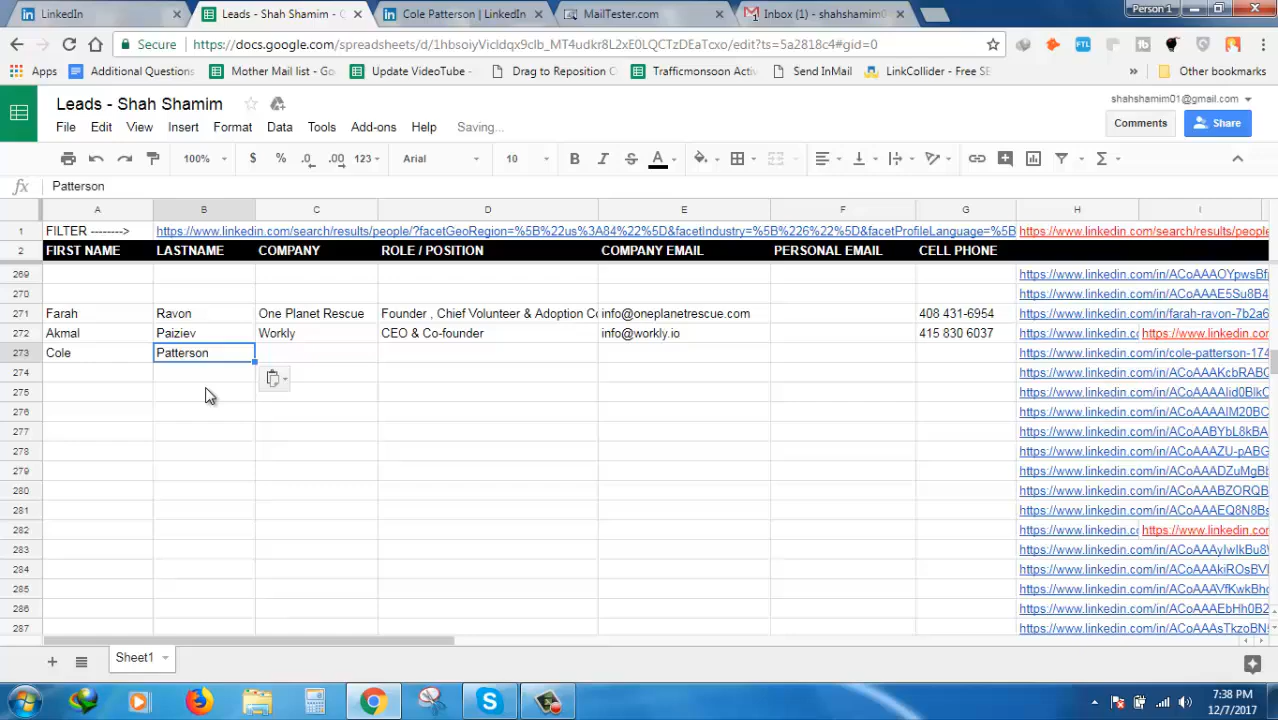 LinkedIn
Leads - Shah Shamim - G
Cole Patterson | LinkedIn
MailTester.com
Inbox (1) - shahshamim0
Person 1
Secure
https://docs.google.com/spreadsheets/d/1hbsoiyVicldqx9clb_MT4udkr8L2xE0LQCTzDEaTcxo/edit?ts=5a2818c4#gid=0
Apps
Additional Questions
Mother Mail list - Go
Update VideoTube -
Drag to Reposition C
Trafficmonsoon Acti
Send InMail
LinkCollider - Free SE
»
Other bookmarks
Leads - Shah Shamim
shahshamim01@gmail.com
File Edit View Insert Format Data Tools Add-ons Help Saving...
Comments
Share
100% $ % .0 .00 123 Arial 10 B I S A Σ
fx Patterson
A B C D E F G H I
1 FILTER --------> https://www.linkedin.com/search/results/people/?facetGeoRegion=%5B%22us%3A84%22%5D&facetIndustry=%5B%226%22%5D&facetProfileLanguage=%5B https://www.linkedin.com/search/results/people
2 FIRST NAME LASTNAME COMPANY ROLE / POSITION COMPANY EMAIL PERSONAL EMAIL CELL PHONE
269 https://www.linkedin.com/in/ACoAAAOYpwsBf
270 https://www.linkedin.com/in/ACoAAAE5Su8B4
271 Farah Ravon One Planet Rescue Founder , Chief Volunteer & Adoption Co info@oneplanetrescue.com 408 431-6954 https://www.linkedin.com/in/farah-ravon-7b2a6
272 Akmal Paiziev Workly CEO & Co-founder info@workly.io 415 830 6037 https://www.linkedin.c https://www.linkedin.cor
273 Cole Patterson https://www.linkedin.com/in/cole-patterson-174
274 https://www.linkedin.com/in/ACoAAAKcbRABC
275 https://www.linkedin.com/in/ACoAAAAlid0BlkC
276 https://www.linkedin.com/in/ACoAAAAlM20BC
277 https://www.linkedin.com/in/ACoAABYbL8kBA
278 https://www.linkedin.com/in/ACoAAAZU-pABG
279 https://www.linkedin.com/in/ACoAAADZuMgBb
280 https://www.linkedin.com/in/ACoAAABZORQB
281 https://www.linkedin.com/in/ACoAAAEQ8N8Bs
282 https://www.linkedin.c https://www.linkedin.cor
283 https://www.linkedin.com/in/ACoAAAyIwIkBu8
284 https://www.linkedin.com/in/ACoAAAkiROsBV
285 https://www.linkedin.com/in/ACoAAAVfKwkBho
286 https://www.linkedin.com/in/ACoAAAEbHh0B2
287 https://www.linkedin.com/in/ACoAAAsTkzoBN
Sheet1
7:38 PM
12/7/2017